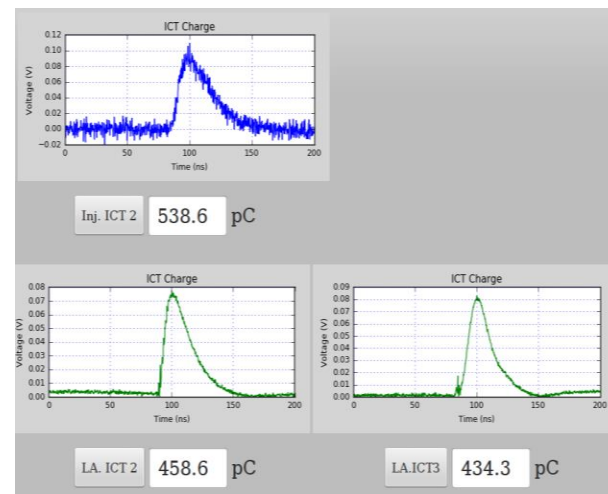 ICT Charge
0.12
0.10
0.08
0.06
0.04
0.02
0.00
−0.02
Voltage (V)
0 50 100 150 200
Time (ns)
Inj. ICT 2 538.6 pC
ICT Charge
0.08
0.07
0.06
0.05
0.04
0.03
0.02
0.01
0.00
Voltage (V)
0 50 100 150 200
Time (ns)
LA. ICT 2 458.6 pC
ICT Charge
0.09
0.08
0.07
0.06
0.05
0.04
0.03
0.02
0.01
0.00
Voltage (V)
0 50 100 150 200
Time (ns)
LA.ICT3 434.3 pC